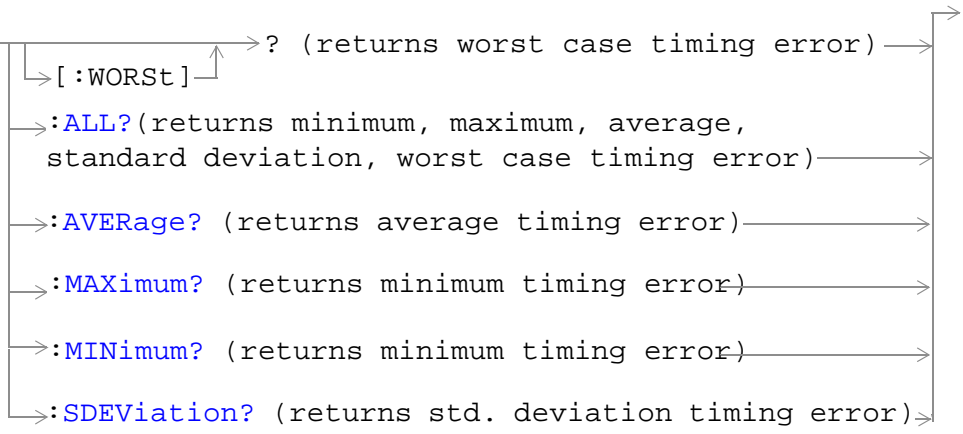 ? (returns worst case timing error)
[:WORSt]
:ALL?(returns minimum, maximum, average,
standard deviation, worst case timing error)
:AVERage? (returns average timing error)
:MAXimum? (returns minimum timing error)
:MINimum? (returns minimum timing error)
:SDEViation? (returns std. deviation timing error)